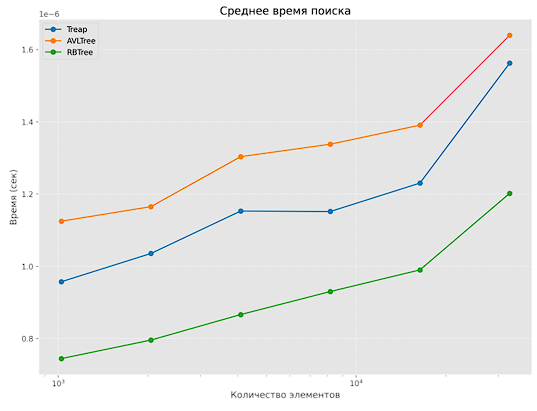 Среднее время поиска
1e−6
Treap
AVLTree
RBTree
1.6
1.4
1.2
1.0
0.8
Время (сек)
10³
10⁴
Количество элементов